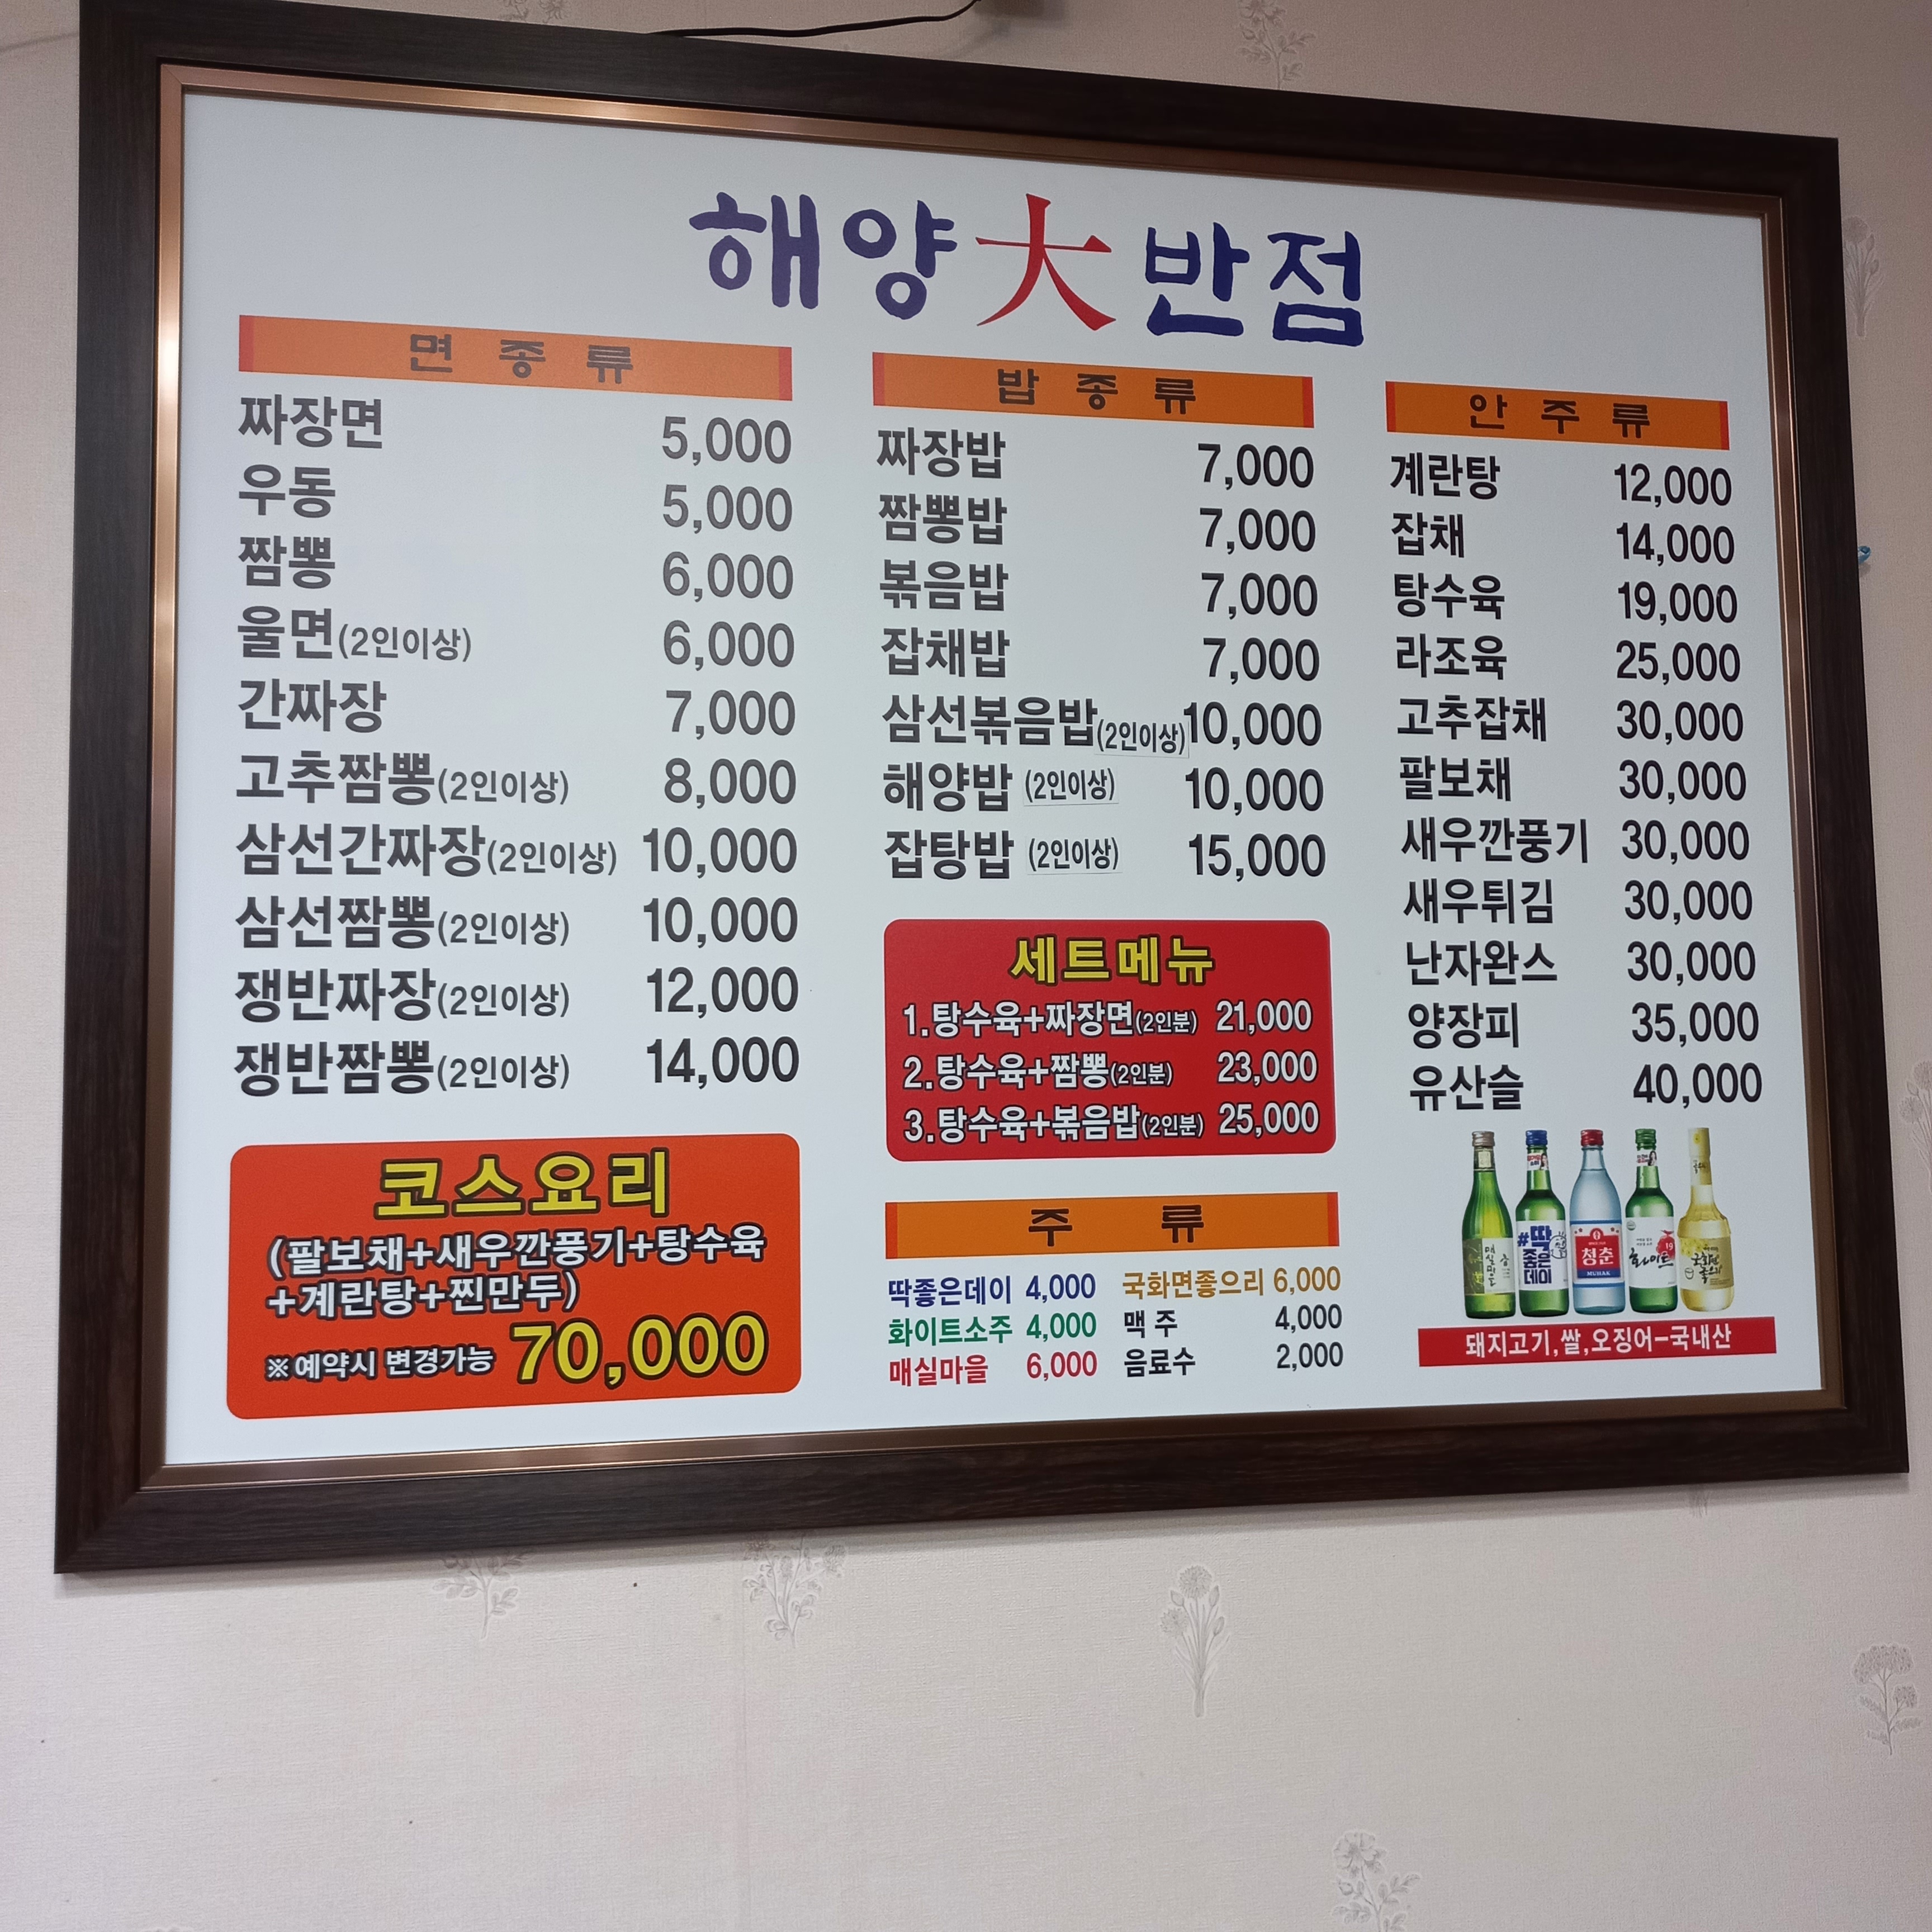 해양大반점
면 종 류
짜장면 5,000
우동 5,000
짬뽕 6,000
울면(2인이상) 6,000
간짜장 7,000
고추짬뽕(2인이상) 8,000
삼선간짜장(2인이상) 10,000
삼선짬뽕(2인이상) 10,000
쟁반짜장(2인이상) 12,000
쟁반짬뽕(2인이상) 14,000
코스요리
(팔보채+새우깐풍기+탕수육
+계란탕+찐만두)
※예약시 변경가능 70,000
밥 종 류
짜장밥 7,000
짬뽕밥 7,000
볶음밥 7,000
잡채밥 7,000
삼선볶음밥(2인이상) 10,000
해양밥 (2인이상) 10,000
잡탕밥 (2인이상) 15,000
세트메뉴
1.탕수육+짜장면(2인분) 21,000
2.탕수육+짬뽕(2인분) 23,000
3.탕수육+볶음밥(2인분) 25,000
주 류
딱좋은데이 4,000 국화면좋으리 6,000
화이트소주 4,000 맥 주 4,000
매실마을 6,000 음료수 2,000
안 주 류
계란탕 12,000
잡채 14,000
탕수육 19,000
라조육 25,000
고추잡채 30,000
팔보채 30,000
새우깐풍기 30,000
새우튀김 30,000
난자완스 30,000
양장피 35,000
유산슬 40,000
#딱
좋은
데이
청춘
MUHAK
화이트
19
돼지고기,쌀,오징어-국내산